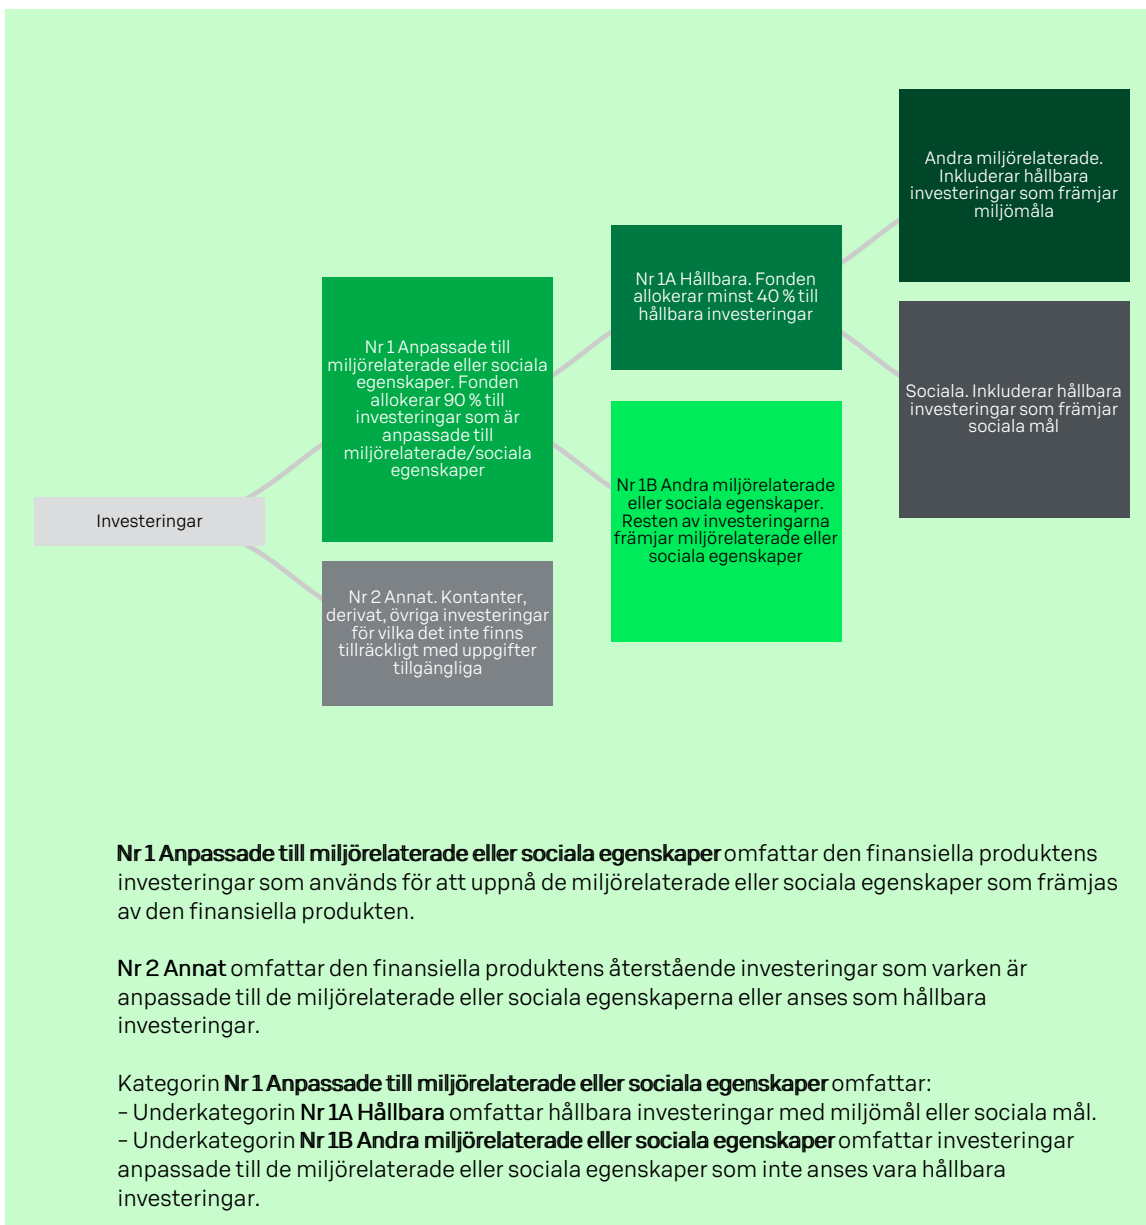 Andra miljörelaterade.
Inkluderar hållbara
investeringar som främjar
miljömåla
Nr 1A Hållbara. Fonden
allokerar minst 40 % till
hållbara investeringar
Nr 1 Anpassade till
miljörelaterade eller sociala
egenskaper. Fonden
allokerar 90 % till
investeringar som är
anpassade till
miljörelaterade/sociala
egenskaper
Sociala. Inkluderar hållbara
investeringar som främjar
sociala mål
Nr 1B Andra miljörelaterade
eller sociala egenskaper.
Resten av investeringarna
främjar miljörelaterade eller
sociala egenskaper
Investeringar
Nr 2 Annat. Kontanter,
derivat, övriga investeringar
för vilka det inte finns
tillräckligt med uppgifter
tillgängliga
Nr 1 Anpassade till miljörelaterade eller sociala egenskaper omfattar den finansiella produktens
investeringar som används för att uppnå de miljörelaterade eller sociala egenskaper som främjas
av den finansiella produkten.
Nr 2 Annat omfattar den finansiella produktens återstående investeringar som varken är
anpassade till de miljörelaterade eller sociala egenskaperna eller anses som hållbara
investeringar.
Kategorin Nr 1 Anpassade till miljörelaterade eller sociala egenskaper omfattar:
- Underkategorin Nr 1A Hållbara omfattar hållbara investeringar med miljömål eller sociala mål.
- Underkategorin Nr 1B Andra miljörelaterade eller sociala egenskaper omfattar investeringar
anpassade till de miljörelaterade eller sociala egenskaper som inte anses vara hållbara
investeringar.